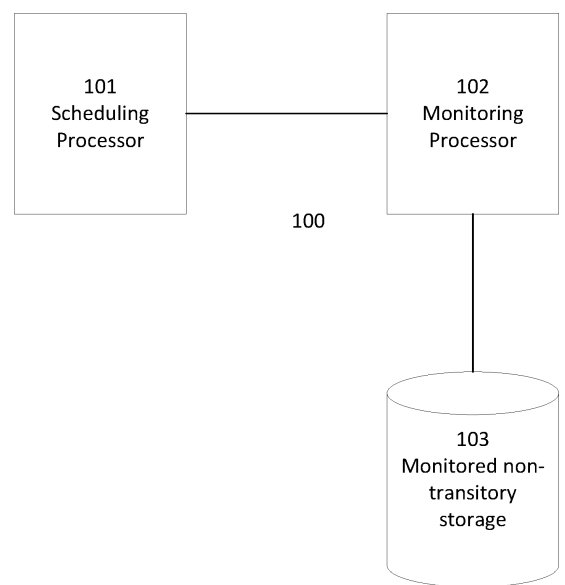 101
Scheduling
Processor
102
Monitoring
Processor
100
103
Monitored non-
transitory
storage